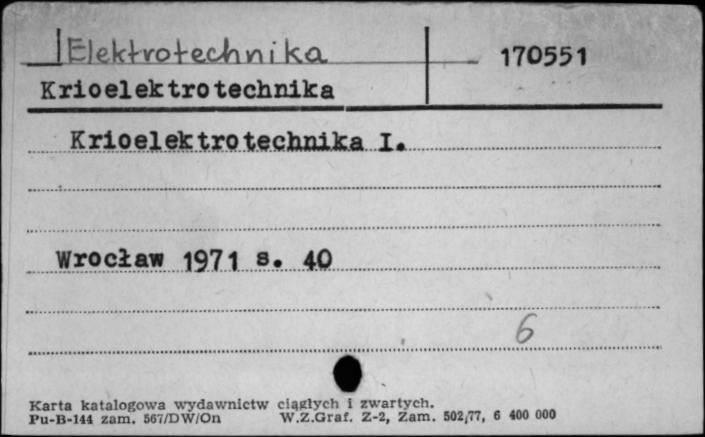 Elektrotechnika 170551
Krioelektrotechnika
Krioelektrotechnika I.
Wrocław 1971 s. 40
6
Karta katalogowa wydawnictw ciągłych i zwartych.
Pu-B-144 zam. 567/DW/On W.Z.Graf. Z-2, Zam. 502/77, 6 400 000